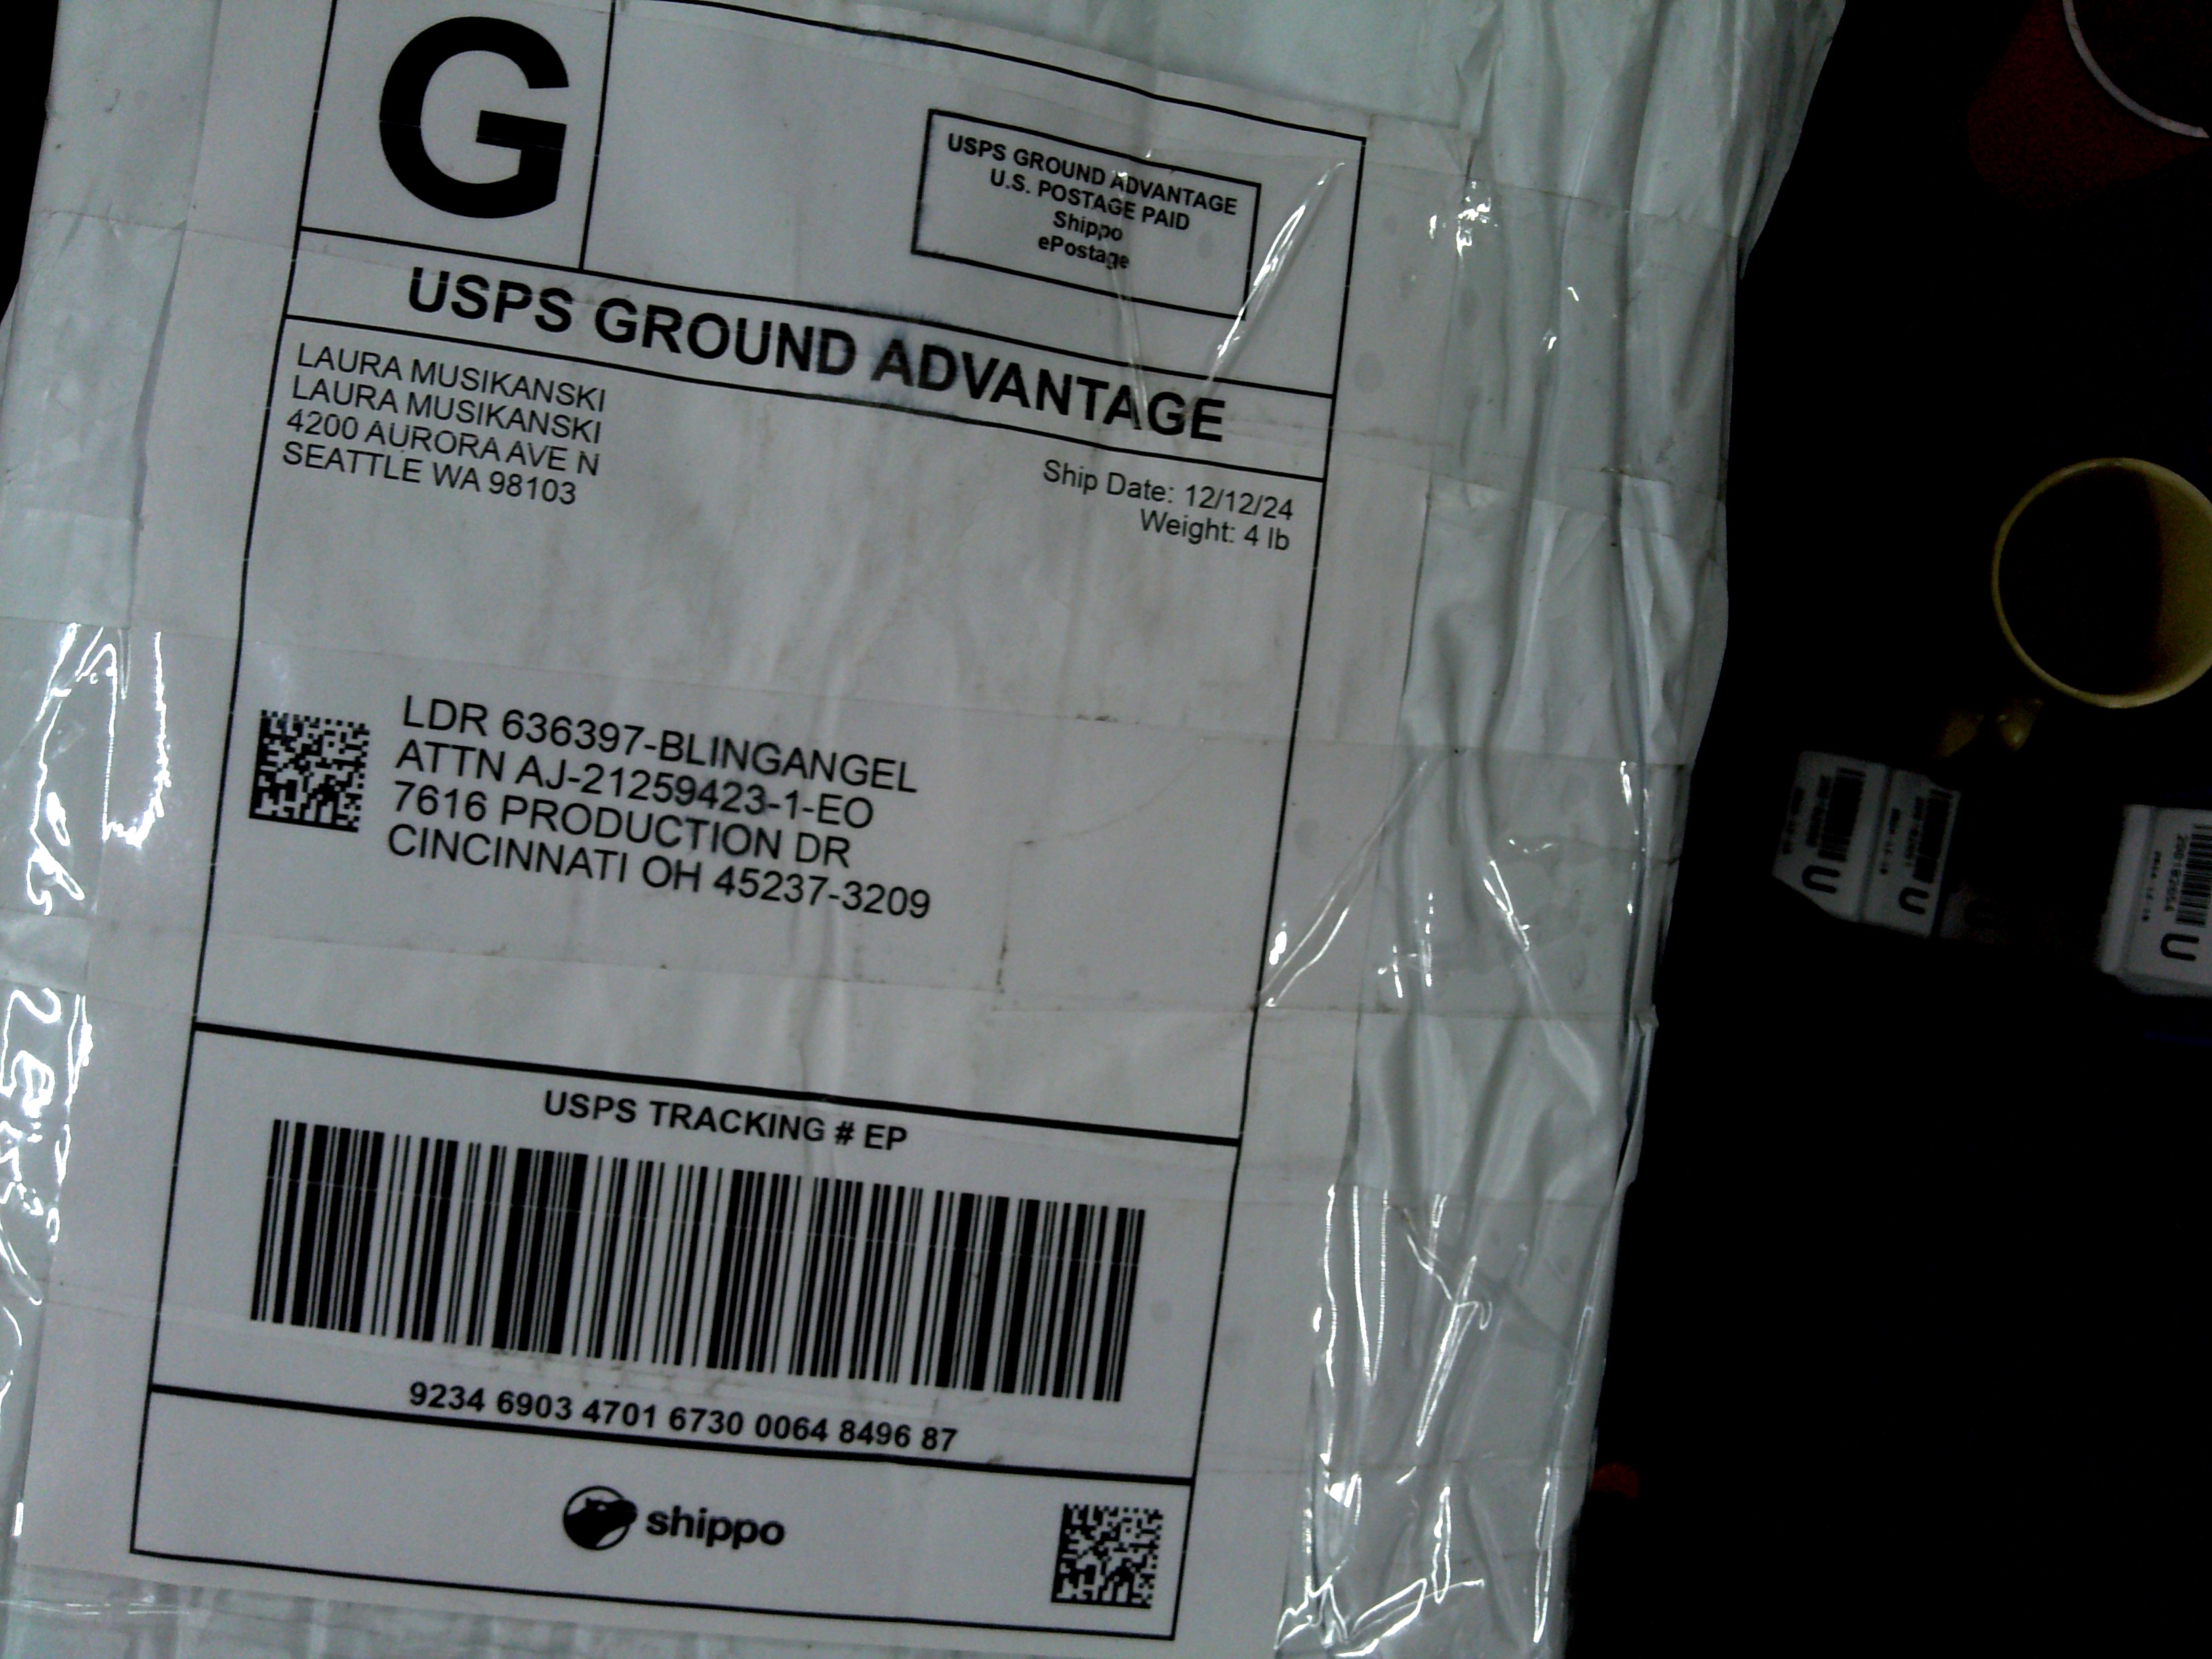 G
USPS GROUND ADVANTAGE
U.S. POSTAGE PAID
Shippo
ePostage
USPS GROUND ADVANTAGE
LAURA MUSIKANSKI
LAURA MUSIKANSKI
4200 AURORA AVE N
SEATTLE WA 98103
Ship Date: 12/12/24
Weight: 4 lb
LDR 636397-BLINGANGEL
ATTN AJ-21259423-1-EO
7616 PRODUCTION DR
CINCINNATI OH 45237-3209
USPS TRACKING # EP
9234 6903 4701 6730 0064 8496 87
shippo
U
U
U